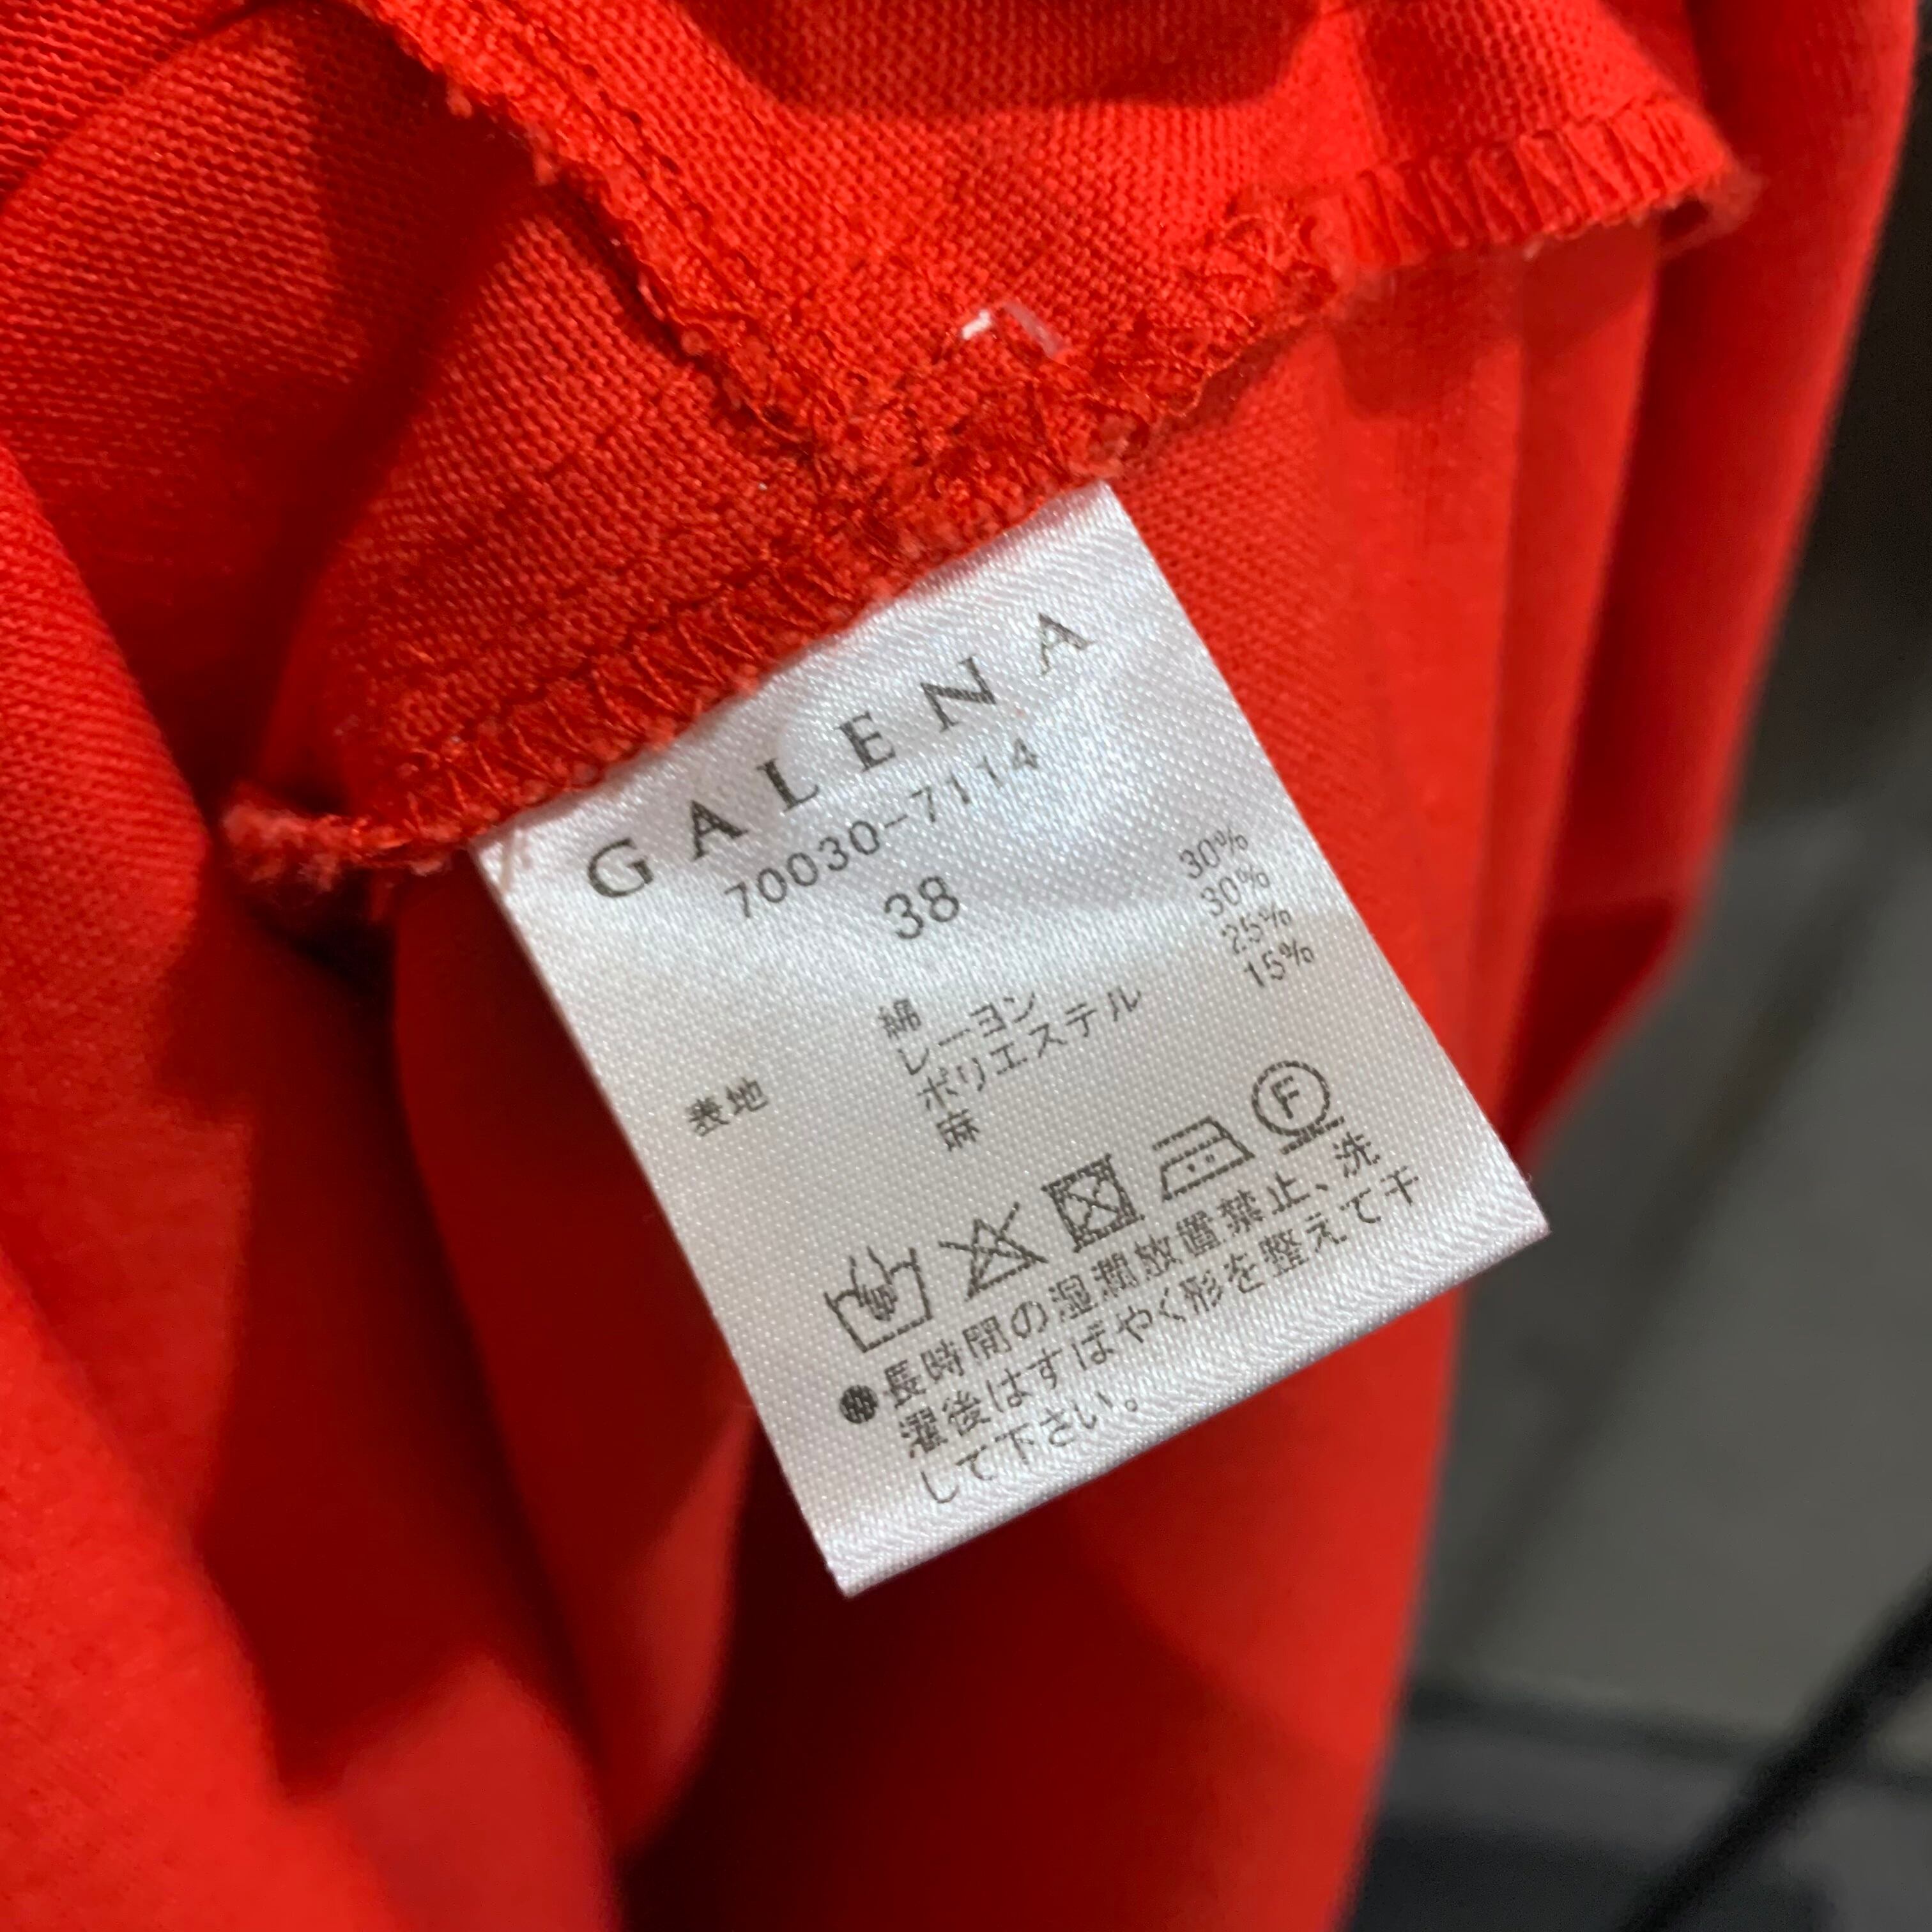 GALENA
70030-7114
38
綿 30%
レーヨン 30%
表地 ポリエステル 25%
麻 15%
F
●長時間の湿潤放置禁止、洗
濯後はすばやく形を整えて干
して下さい。